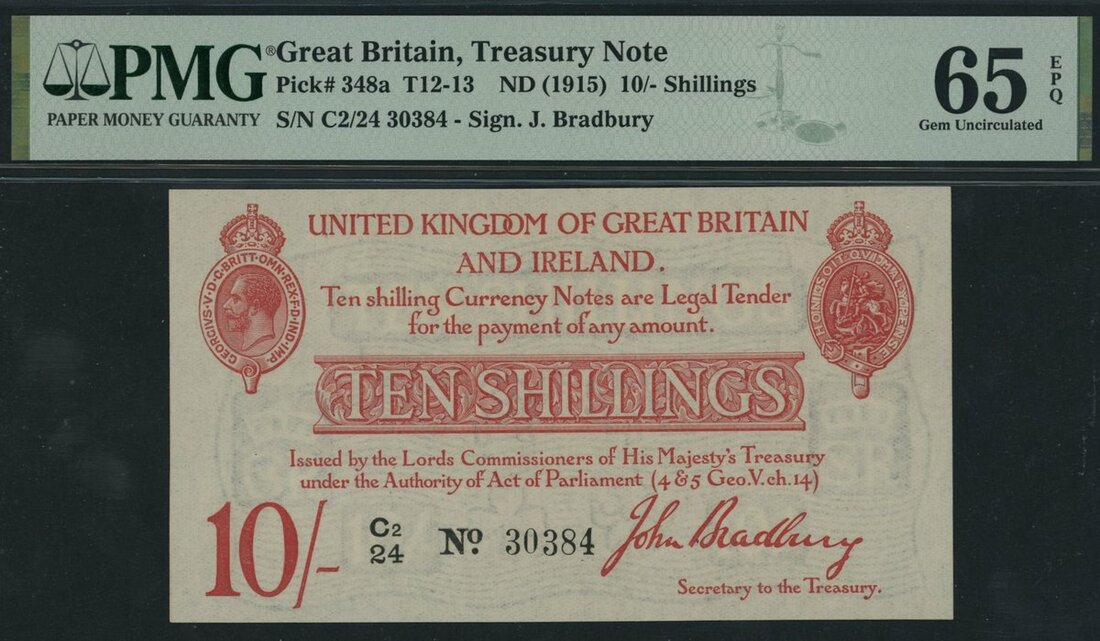 PMG®
PAPER MONEY GUARANTY
Great Britain, Treasury Note
Pick# 348a T12-13 ND (1915) 10/- Shillings
S/N C2/24 30384 - Sign. J. Bradbury
65
EPQ
Gem Uncirculated
UNITED KINGDOM OF GREAT BRITAIN
AND IRELAND.
GEORGIVS·V·D·G·BRITT·OMN·REX·F·D·IND·IMP·
HONI·SOIT·QVI·MAL·Y·PENSE
Ten shilling Currency Notes are Legal Tender
for the payment of any amount.
TEN SHILLINGS
Issued by the Lords Commissioners of His Majesty's Treasury
under the Authority of Act of Parliament (4 & 5 Geo.V.ch.14)
10/-
C2
24
No. 30384
John Bradbury
Secretary to the Treasury.